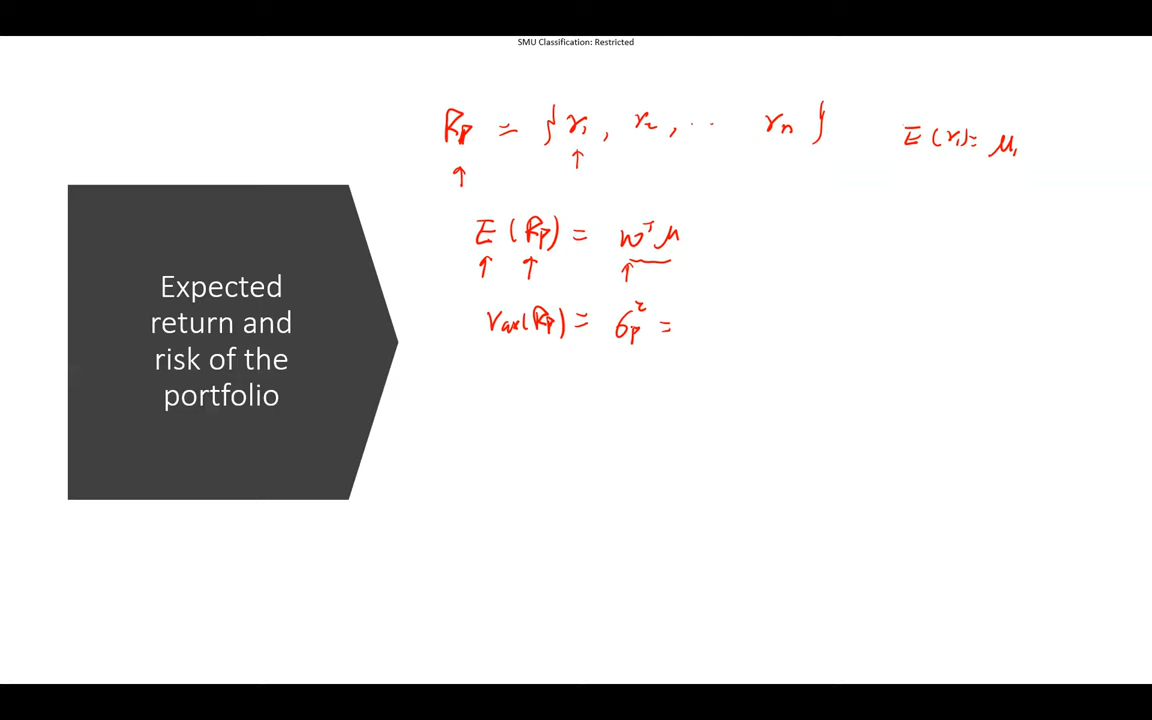 SMU Classification: Restricted
Rp = { r₁, r₂, ... rₙ }
E(r₁) = μ₁
E(Rp) = wᵀμ
Var(Rp) = σp² =
Expected
return and
risk of the
portfolio